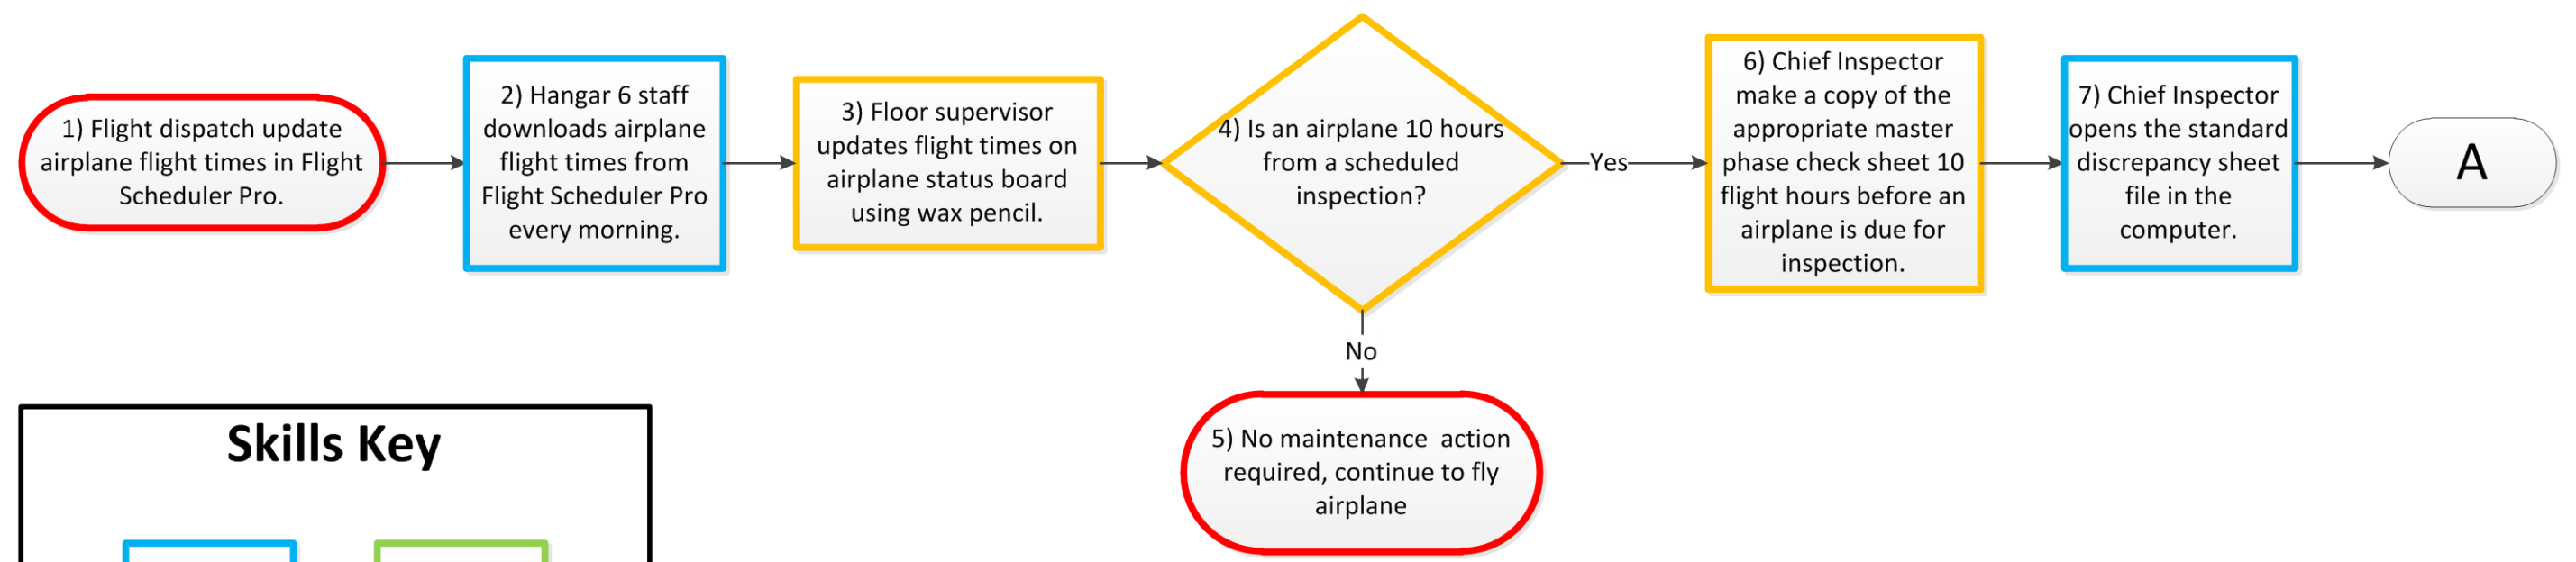 1) Flight dispatch update
airplane flight times in Flight
Scheduler Pro.
2) Hangar 6 staff
downloads airplane
flight times from
Flight Scheduler Pro
every morning.
3) Floor supervisor
updates flight times on
airplane status board
using wax pencil.
4) Is an airplane 10 hours
from a scheduled
inspection?
Yes
No
5) No maintenance  action
required, continue to fly
airplane
6) Chief Inspector
make a copy of the
appropriate master
phase check sheet 10
flight hours before an
airplane is due for
inspection.
7) Chief Inspector
opens the standard
discrepancy sheet
file in the
computer.
A
Skills Key